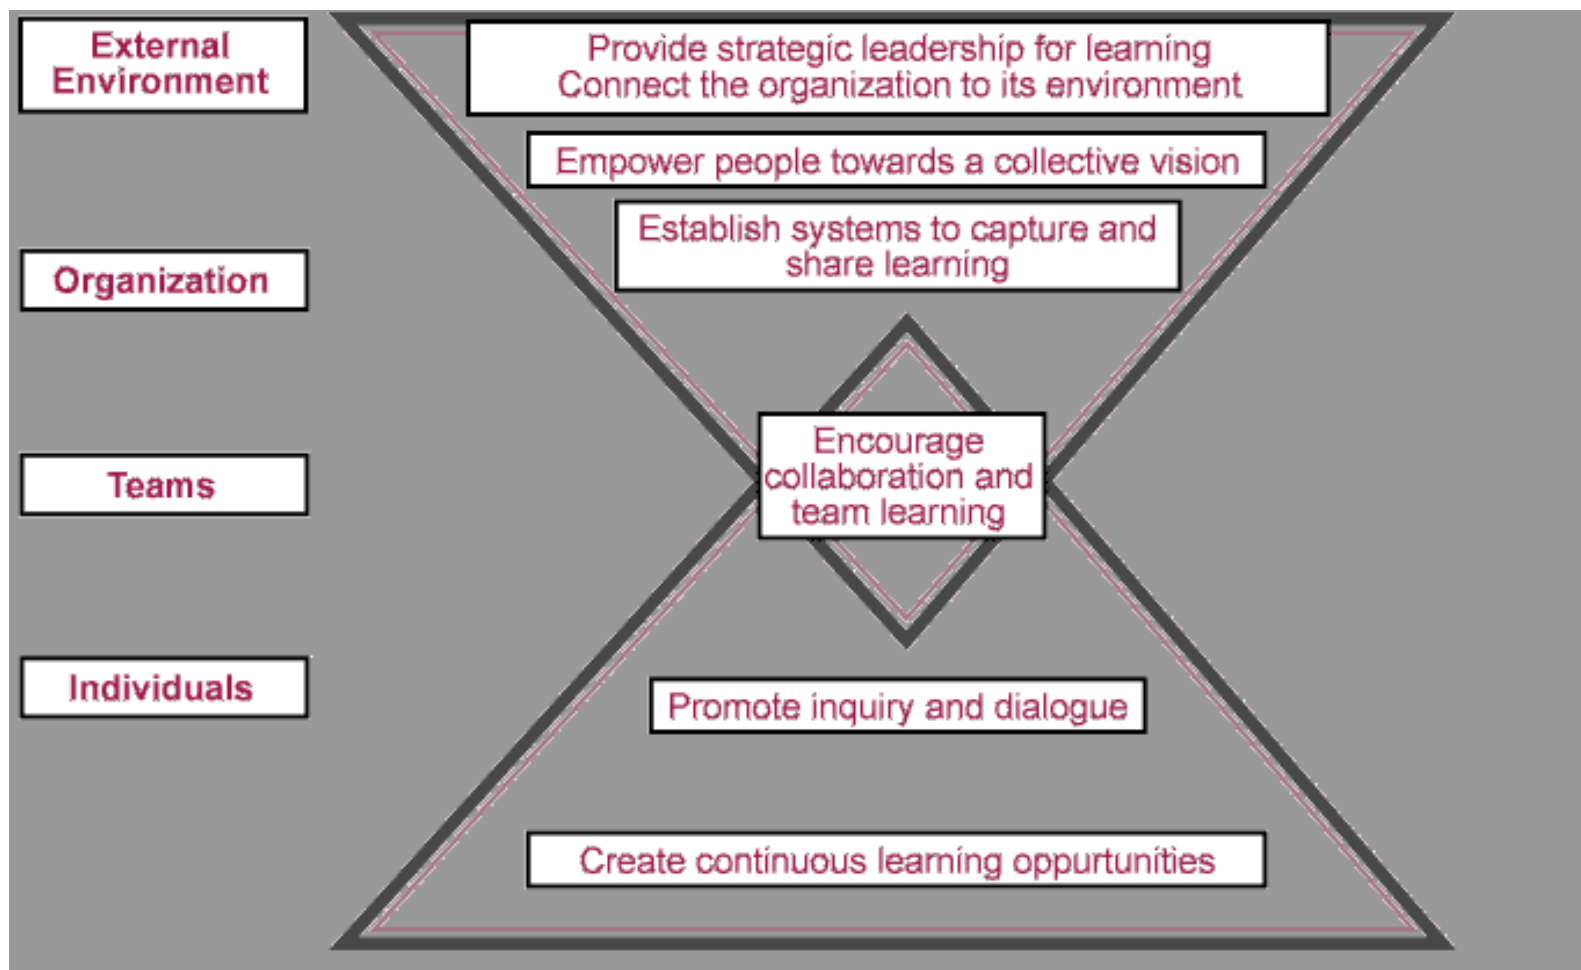 External
Environment
Provide strategic leadership for learning
Connect the organization to its environment
Empower people towards a collective vision
Organization
Establish systems to capture and
share learning
Teams
Encourage
collaboration and
team learning
Individuals
Promote inquiry and dialogue
Create continuous learning oppurtunities